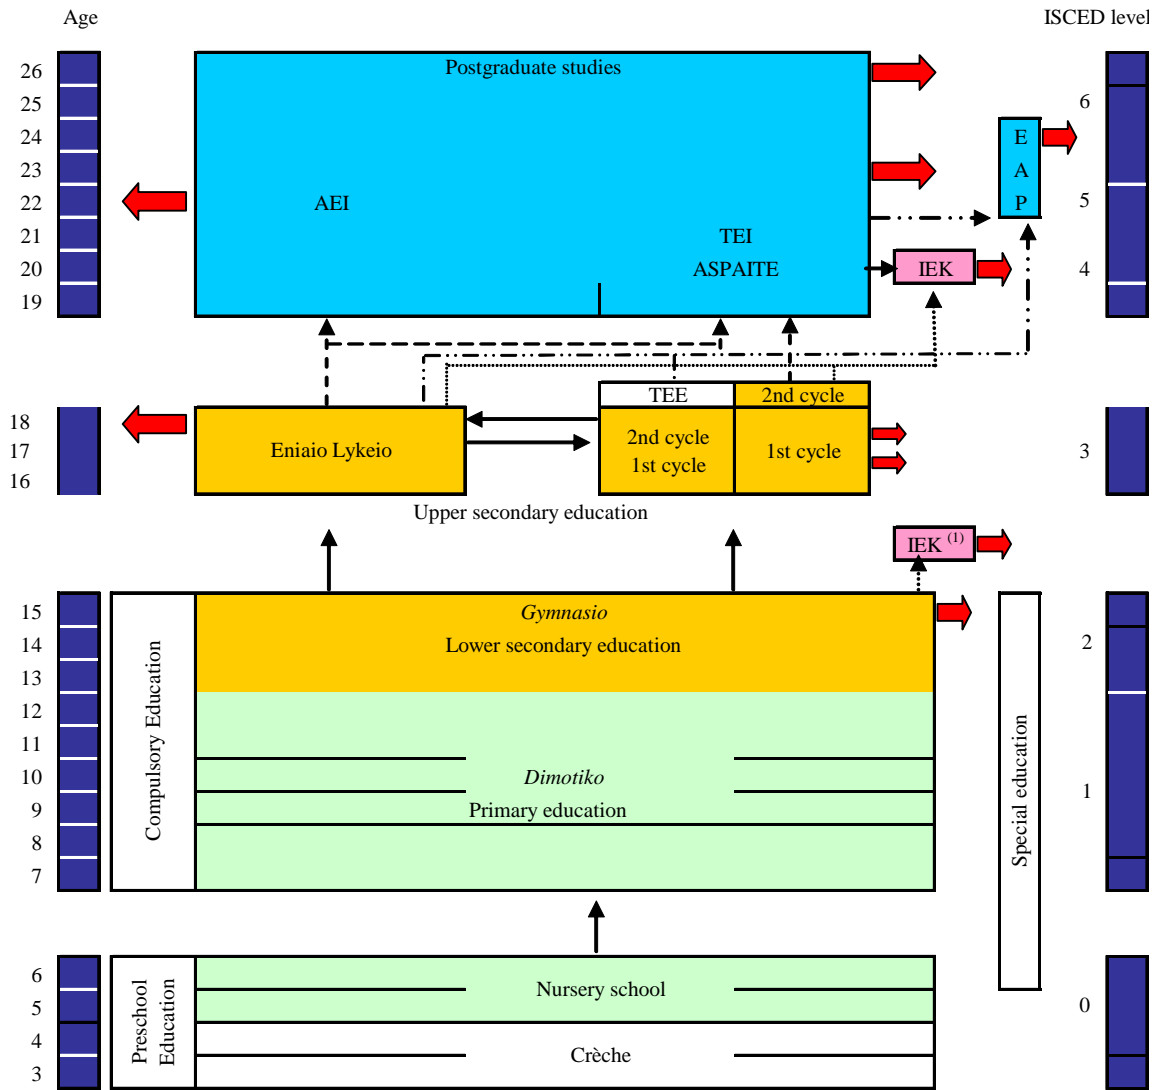 Age
ISCED level
26
25
24
23
22
21
20
19
Postgraduate studies
AEI
TEI
ASPAITE
E
A
P
IEK
6
5
4
18
17
16
Eniaio Lykeio
TEE
2nd cycle
2nd cycle
1st cycle
1st cycle
3
Upper secondary education
IEK (1)
15
14
13
12
11
10
9
8
7
Compulsory Education
Gymnasio
Lower secondary education
Dimotiko
Primary education
Special education
2
1
6
5
4
3
Preschool
Education
Nursery school
Crèche
0